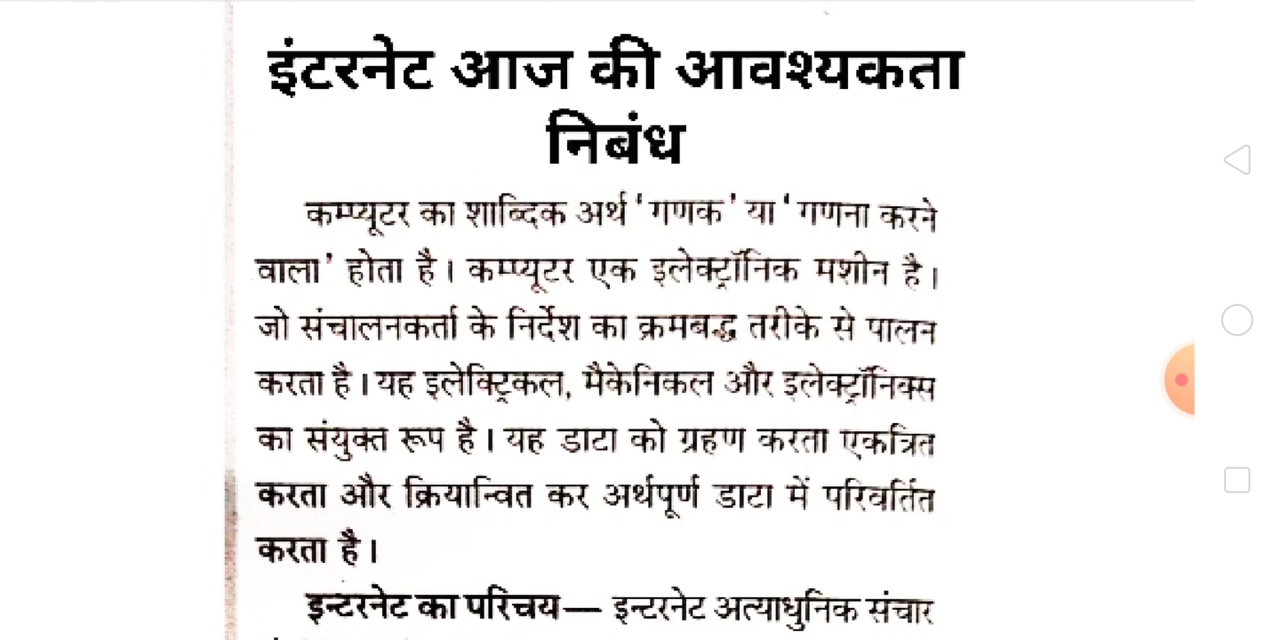 इंटरनेट आज की आवश्यकता
निबंध
कम्प्यूटर का शाब्दिक अर्थ ‘गणक’ या ‘गणना करने
वाला’ होता है। कम्प्यूटर एक इलेक्ट्रॉनिक मशीन है।
जो संचालनकर्ता के निर्देश का क्रमबद्ध तरीके से पालन
करता है। यह इलेक्ट्रिकल, मैकेनिकल और इलेक्ट्रॉनिक्स
का संयुक्त रूप है। यह डाटा को ग्रहण करता एकत्रित
करता और क्रियान्वित कर अर्थपूर्ण डाटा में परिवर्तित
करता है।
इन्टरनेट का परिचय— इन्टरनेट अत्याधुनिक संचार